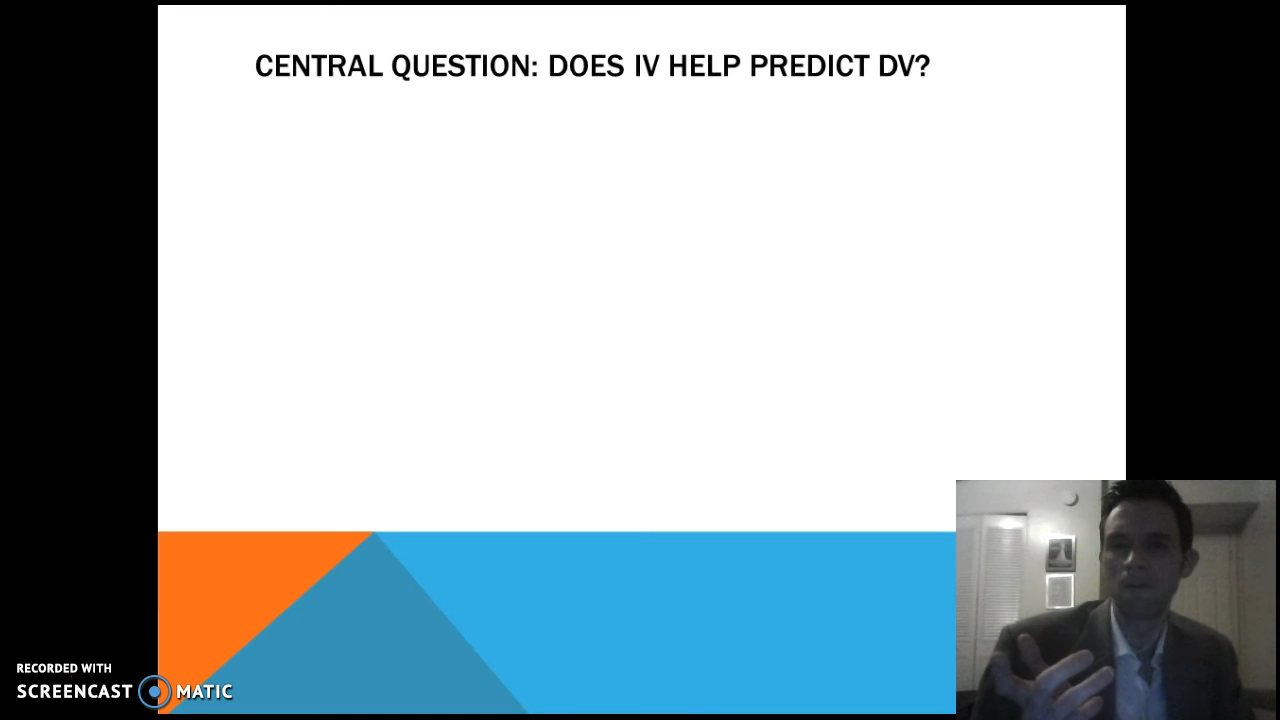 CENTRAL QUESTION: DOES IV HELP PREDICT DV?
RECORDED WITH
SCREENCAST MATIC